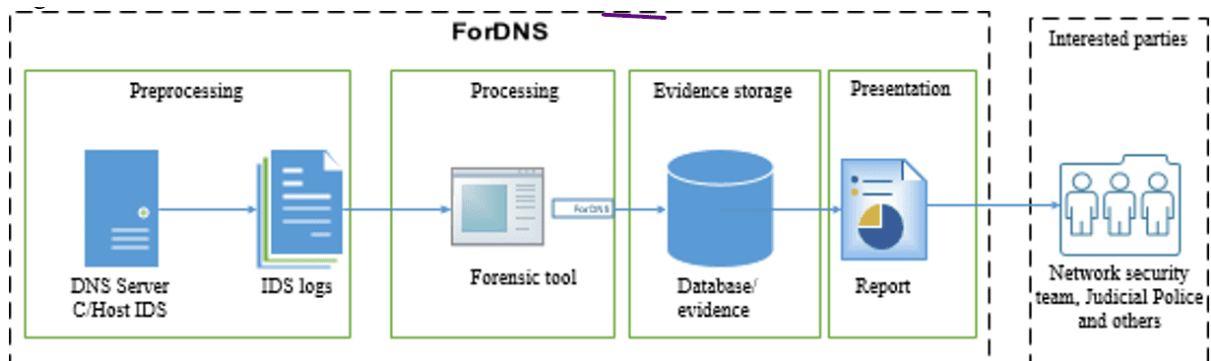 ForDNS
Interested parties
Preprocessing
Processing
Evidence storage
Presentation
ForDNS
DNS Server
C/Host IDS
IDS logs
Forensic tool
Database/
evidence
Report
Network security
team, Judicial Police
and others